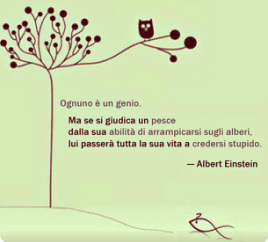 Ognuno è un genio.
Ma se si giudica un pesce
dalla sua abilità di arrampicarsi sugli alberi,
lui passerà tutta la sua vita a credersi stupido.
— Albert Einstein